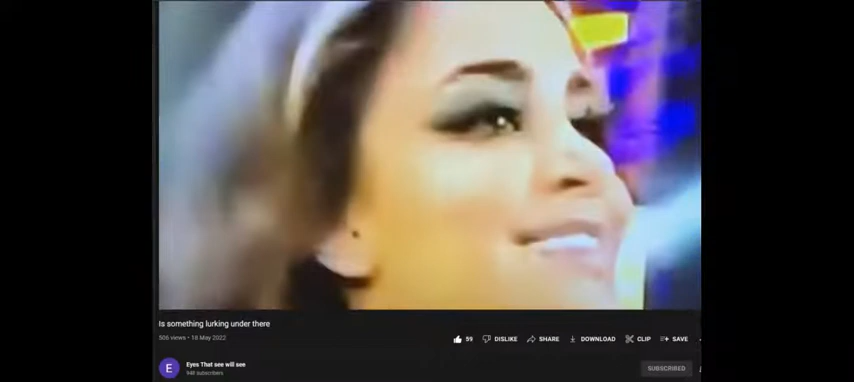 Is something lurking under there
506 views • 18 May 2022
59 DISLIKE SHARE DOWNLOAD CLIP SAVE
E
Eyes That see will see
948 subscribers
SUBSCRIBED